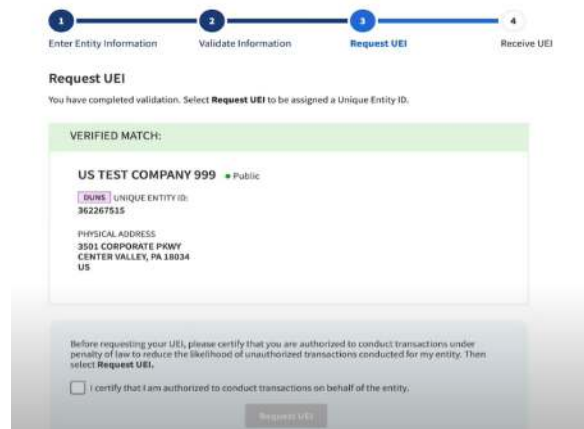 1 2 3 4
Enter Entity Information Validate Information Request UEI Receive UEI
Request UEI
You have completed validation. Select Request UEI to be assigned a Unique Entity ID.
VERIFIED MATCH:
US TEST COMPANY 999 Public
DUNS UNIQUE ENTITY ID:
362267515
PHYSICAL ADDRESS
3501 CORPORATE PKWY
CENTER VALLEY, PA 18034
US
Before requesting your UEI, please certify that you are authorized to conduct transactions under
penalty of law to reduce the likelihood of unauthorized transactions conducted for my entity. Then
select Request UEI.
I certify that I am authorized to conduct transactions on behalf of the entity.
Request UEI